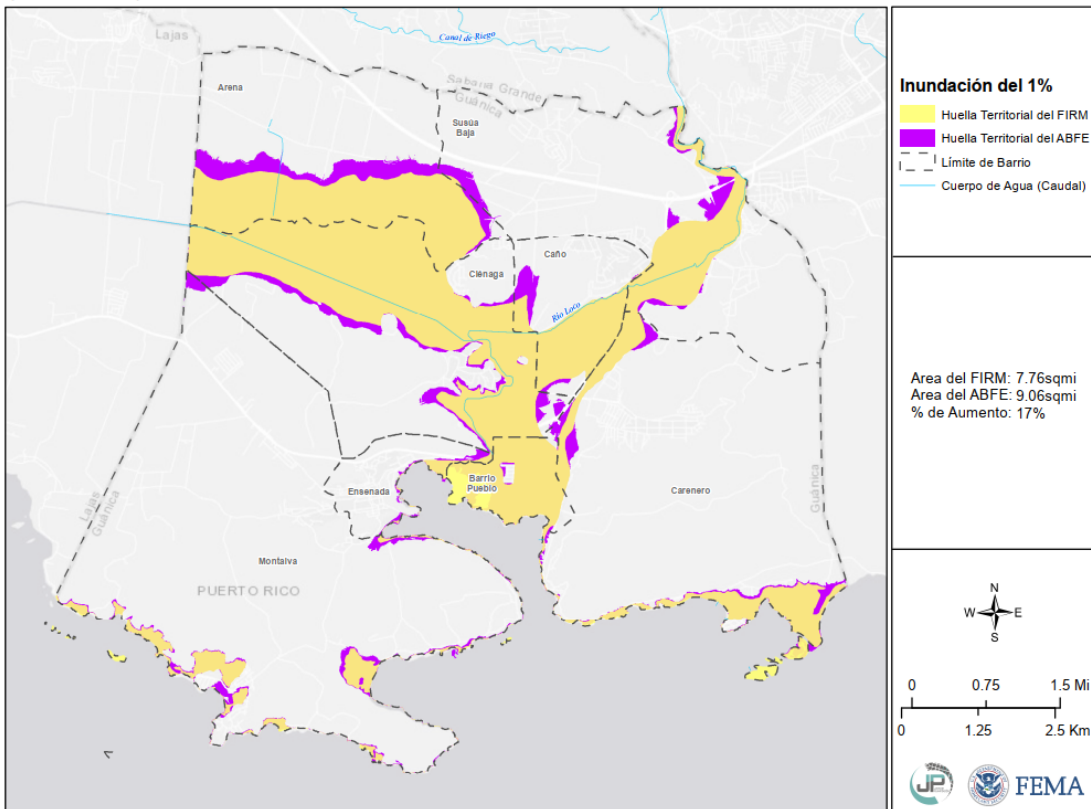 Canal de Riego
Lajas
Arena
Sabana Grande
Guánica
Susúa
Baja
Caño
Ciénaga
Río Loco
Barrio
Pueblo
Ensenada
Carenero
Guánica
Lajas
Guánica
Montalva
PUERTO RICO
Inundación del 1%
Huella Territorial del FIRM
Huella Territorial del ABFE
Límite de Barrio
Cuerpo de Agua (Caudal)
Area del FIRM: 7.76sqmi
Area del ABFE: 9.06sqmi
% de Aumento: 17%
N
W E
S
0 0.75 1.5 Mi
0 1.25 2.5 Km
JP
FEMA